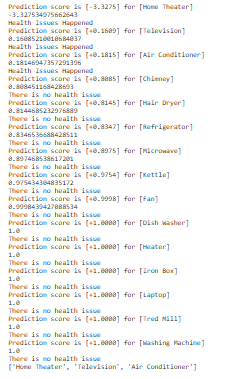 Prediction score is [-3.3275] for [Home Theater]
-3.327534975662643
Health Issues Happened
Prediction score is [+0.1609] for [Television]
0.16085210010684037
Health Issues Happened
Prediction score is [+0.1815] for [Air Conditioner]
0.18146947357291396
Health Issues Happened
Prediction score is [+0.8085] for [Chimney]
0.808451168428693
There is no health issue
Prediction score is [+0.8145] for [Hair Dryer]
0.8144685232976889
There is no health issue
Prediction score is [+0.8347] for [Refrigerator]
0.8346536688428511
There is no health issue
Prediction score is [+0.8975] for [Microwave]
0.897468538617201
There is no health issue
Prediction score is [+0.9754] for [Kettle]
0.975434304835172
There is no health issue
Prediction score is [+0.9998] for [Fan]
0.9998439427088534
There is no health issue
Prediction score is [+1.0000] for [Dish Washer]
1.0
There is no health issue
Prediction score is [+1.0000] for [Heater]
1.0
There is no health issue
Prediction score is [+1.0000] for [Iron Box]
1.0
There is no health issue
Prediction score is [+1.0000] for [Laptop]
1.0
There is no health issue
Prediction score is [+1.0000] for [Tred Mill]
1.0
There is no health issue
Prediction score is [+1.0000] for [Washing Machine]
1.0
There is no health issue
['Home Theater', 'Television', 'Air Conditioner']